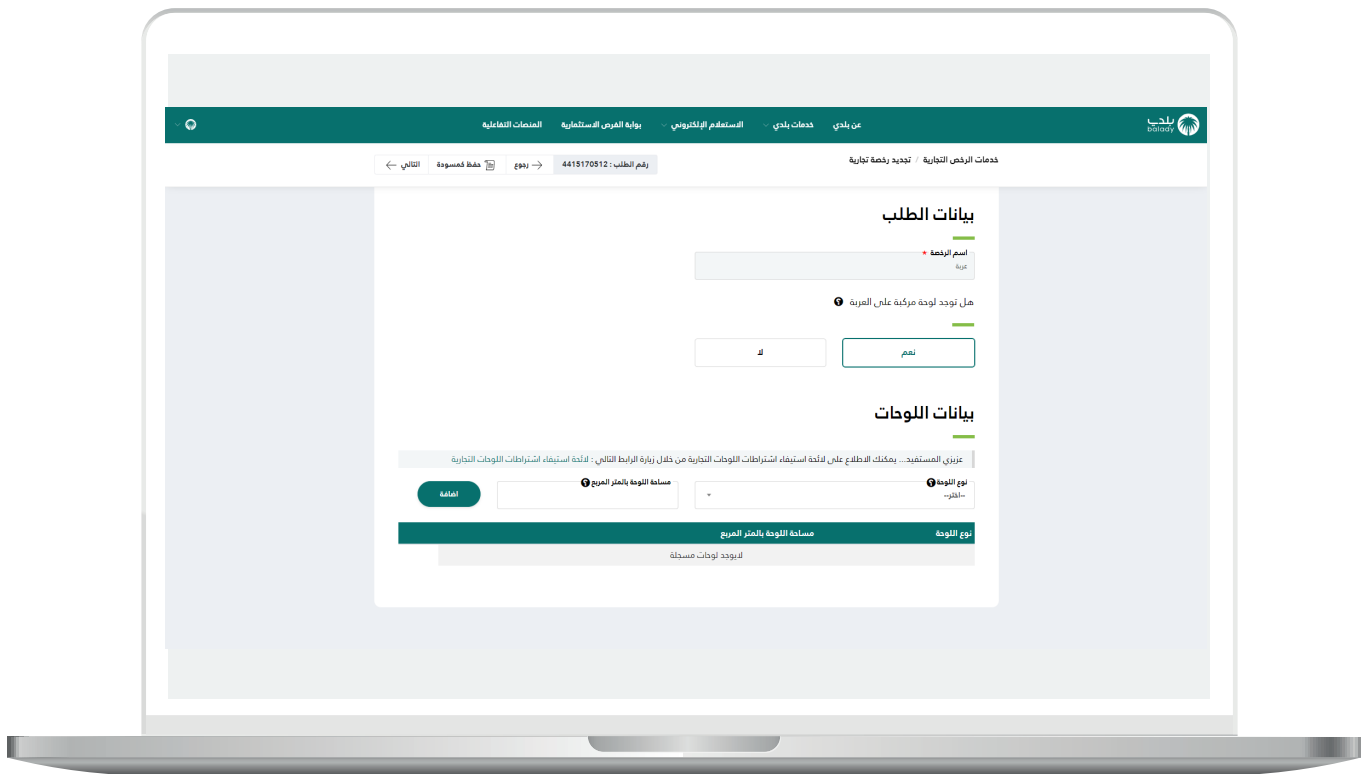 بلدي
balady
عن بلدي
خدمات بلدي
الاستعلام الإلكتروني
بوابة الفرص الاستثمارية
المنصات التفاعلية
خدمات الرخص التجارية / تجديد رخصة تجارية
رقم الطلب : 4415170512
رجوع
حفظ كمسودة
التالي
بيانات الطلب
اسم الرخصة *
عربة
هل توجد لوحة مركبة على العربة
نعم
لا
بيانات اللوحات
عزيزي المستفيد... يمكنك الاطلاع على لائحة استيفاء اشتراطات اللوحات التجارية من خلال زيارة الرابط التالي : لائحة استيفاء اشتراطات اللوحات التجارية
نوع اللوحة
--اختر--
مساحة اللوحة بالمتر المربع
اضافة
نوع اللوحة مساحة اللوحة بالمتر المربع
لايوجد لوحات مسجلة